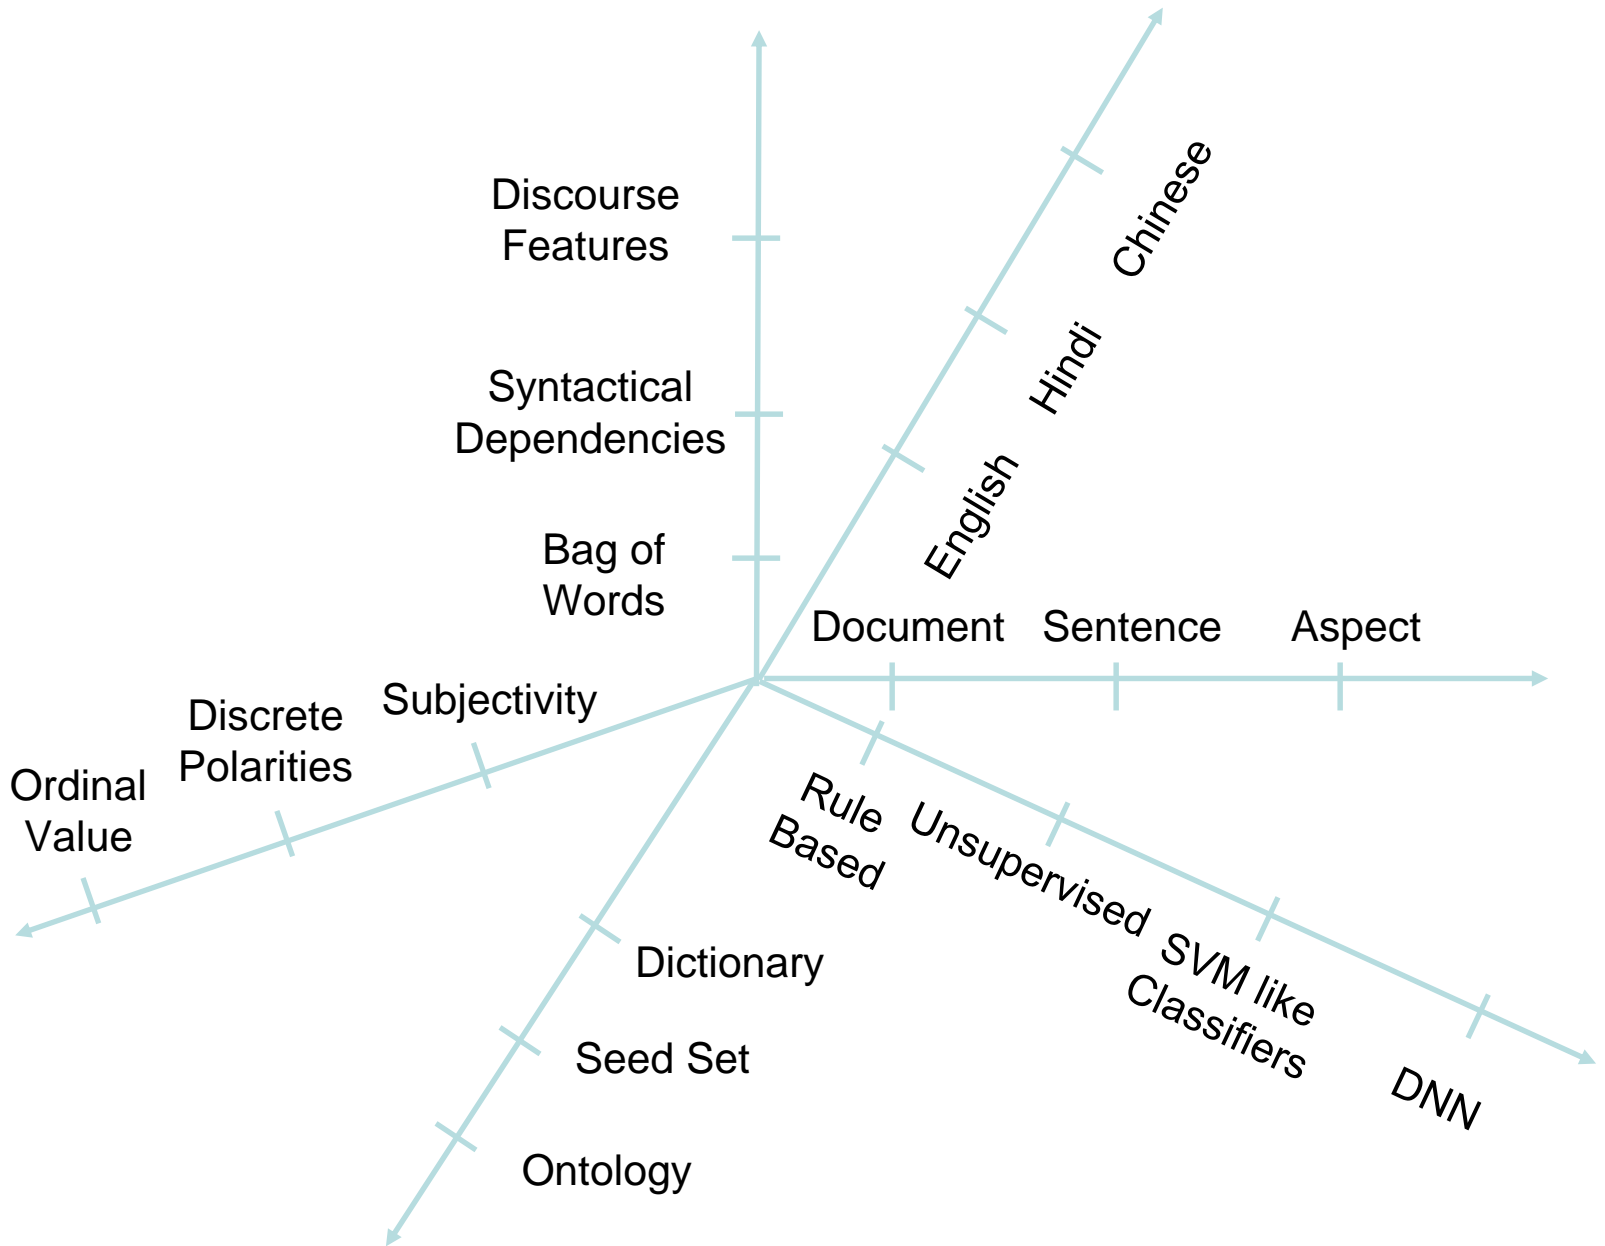 Discourse
Features
Syntactical
Dependencies
Bag of
Words
Chinese
Hindi
English
Document
Sentence
Aspect
Subjectivity
Discrete
Polarities
Ordinal
Value
Rule
Based
Unsupervised
SVM like
Classifiers
DNN
Dictionary
Seed Set
Ontology